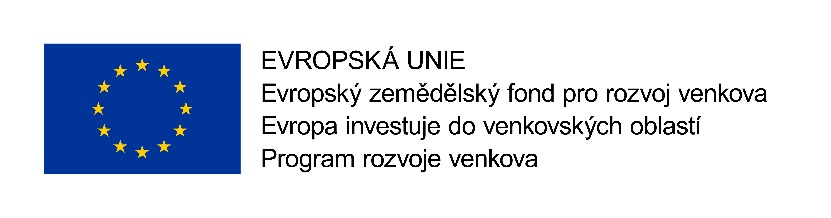 EVROPSKÁ UNIE
Evropský zemědělský fond pro rozvoj venkova
Evropa investuje do venkovských oblastí
Program rozvoje venkova